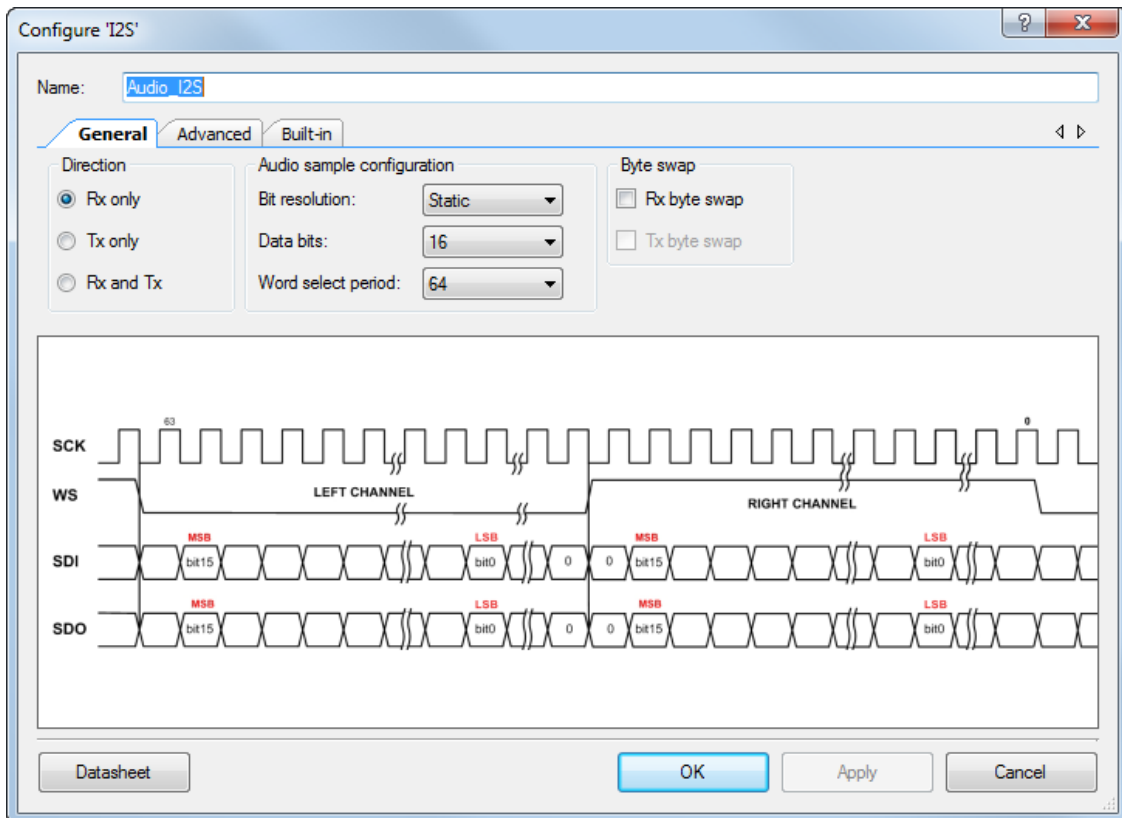 Configure 'I2S'
?
X
Name: Audio_I2S
General Advanced Built-in
Direction Audio sample configuration Byte swap
Rx only Bit resolution: Static Rx byte swap
Tx only Data bits: 16 Tx byte swap
Rx and Tx Word select period: 64
63 0
SCK
WS LEFT CHANNEL RIGHT CHANNEL
MSB LSB MSB LSB
SDI bit15 bit0 0 0 bit15 bit0
MSB LSB MSB LSB
SDO bit15 bit0 0 0 bit15 bit0
Datasheet OK Apply Cancel